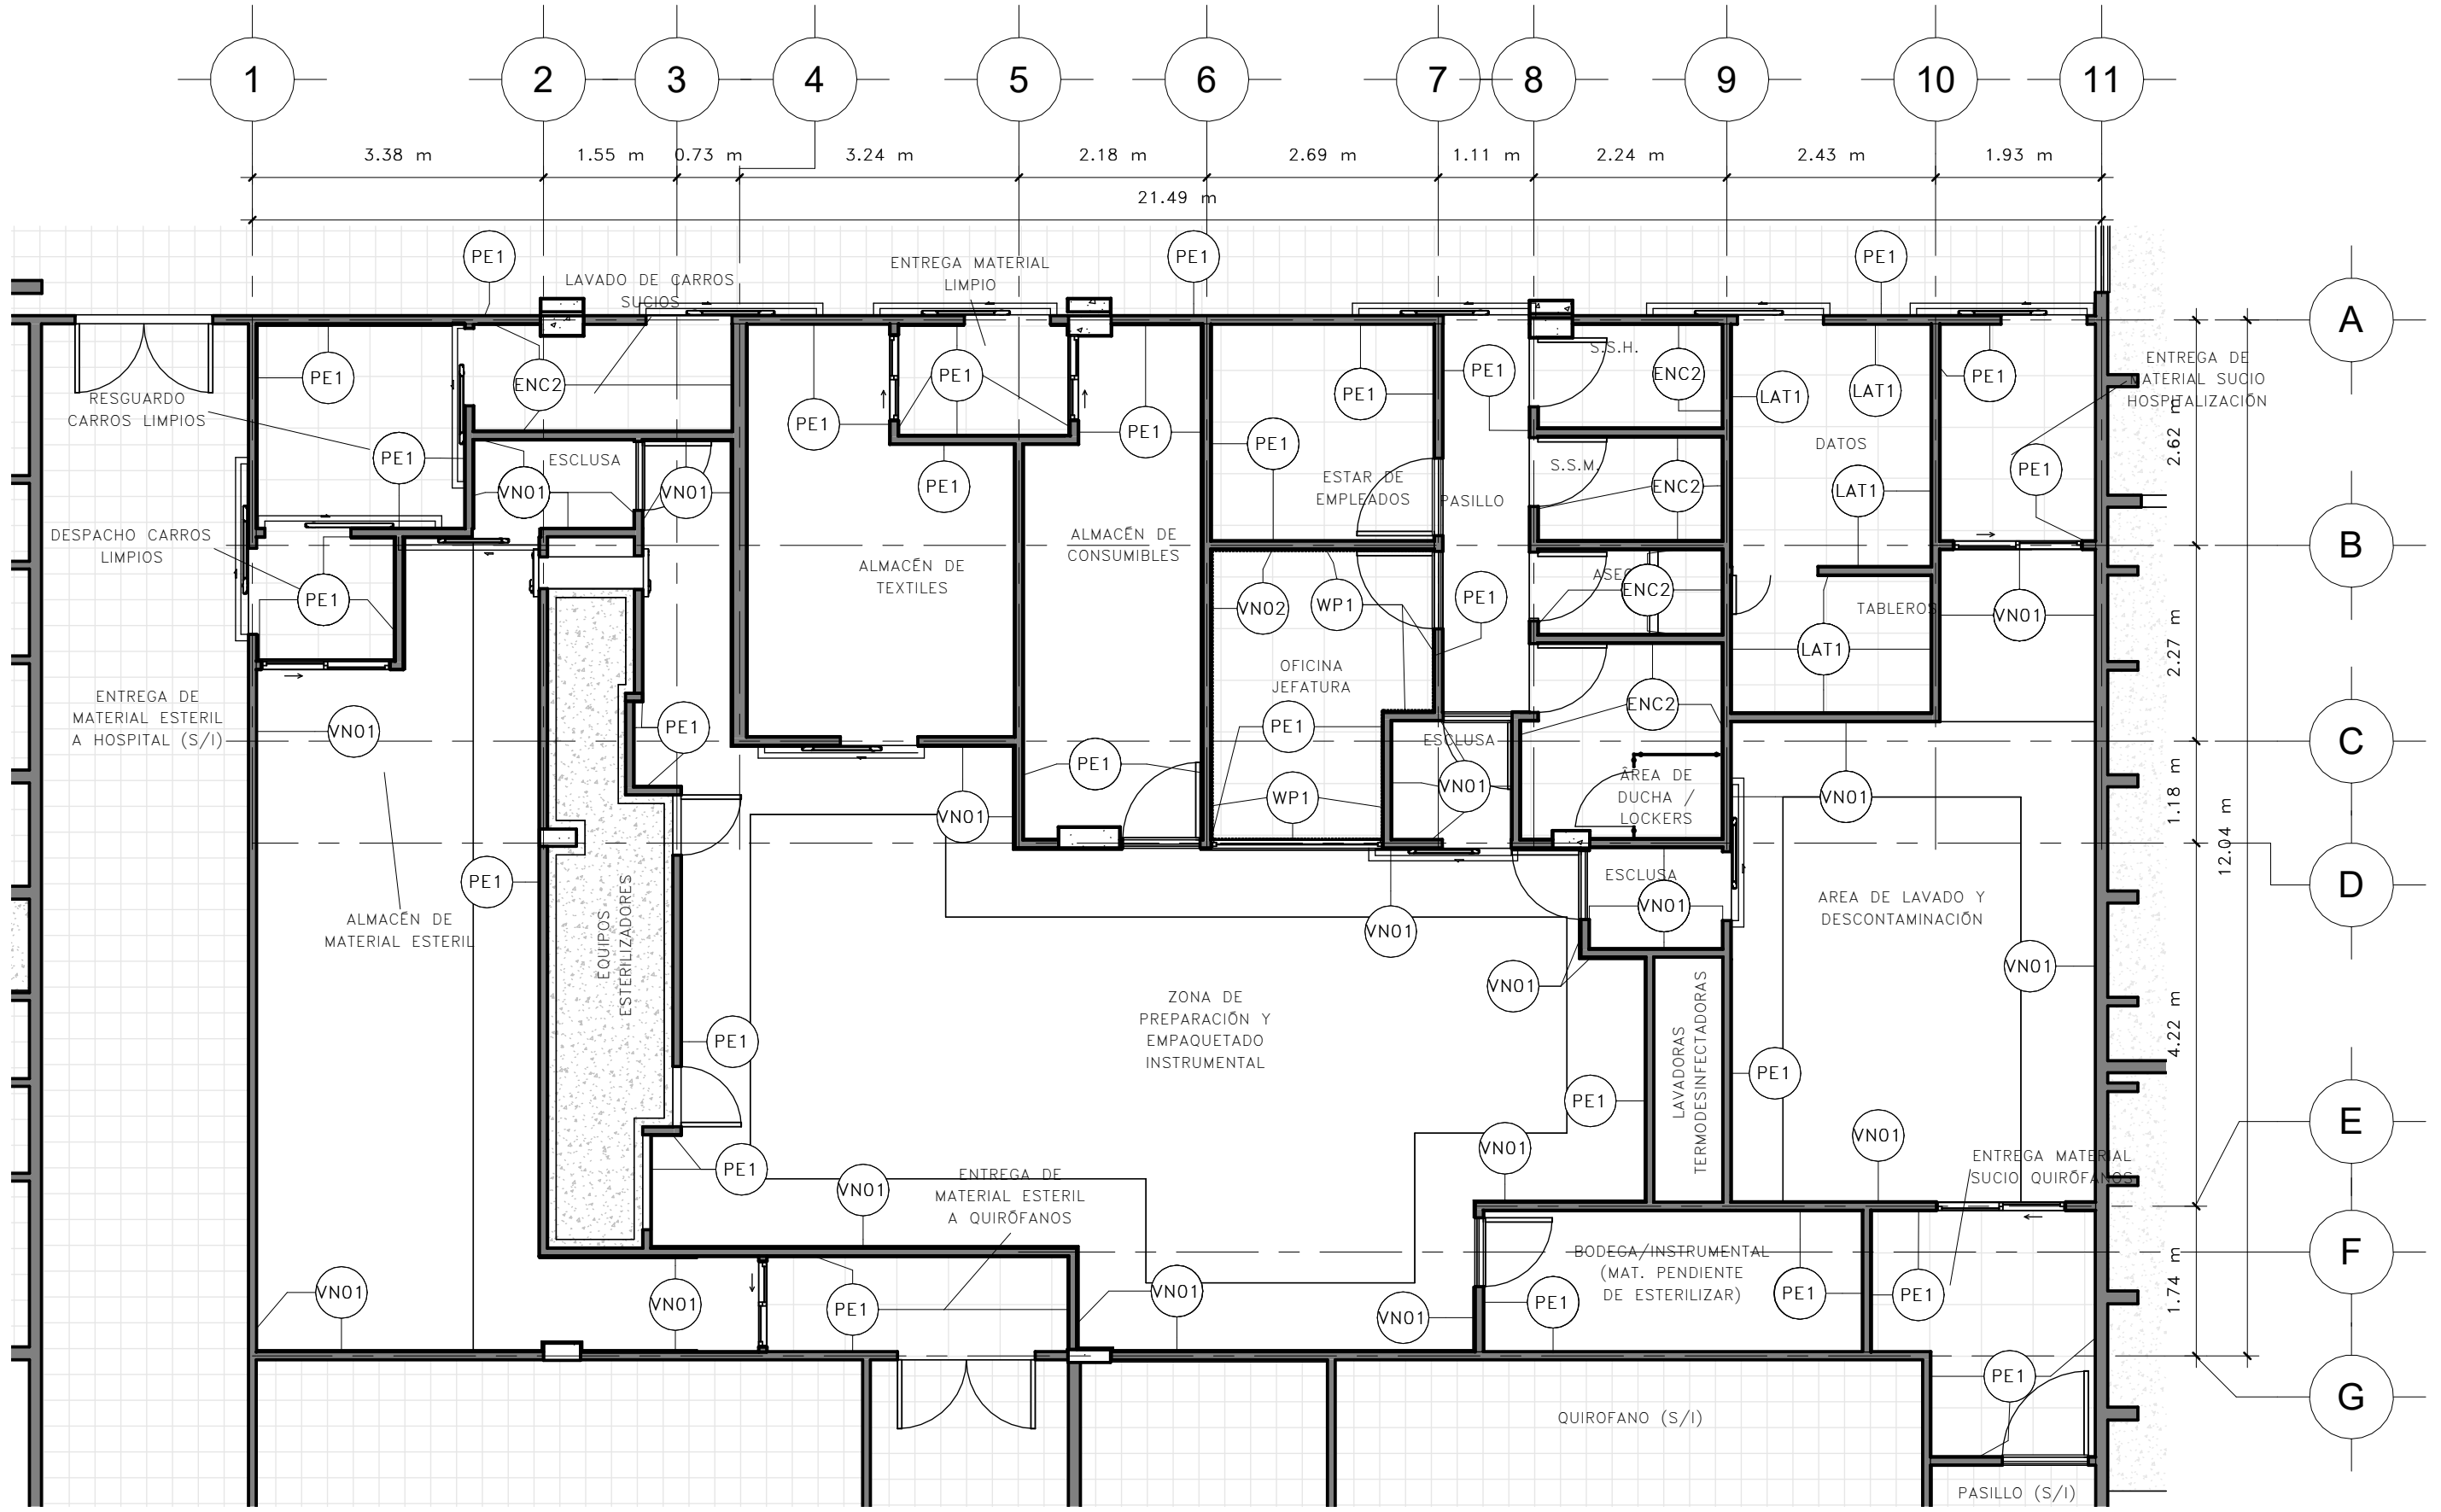 1 2 3 4 5 6 7 8 9 10 11
3.38 m 1.55 m 0.73 m 3.24 m 2.18 m 2.69 m 1.11 m 2.24 m 2.43 m 1.93 m
21.49 m
PE1
LAVADO DE CARROS
SUCIOS
ENTREGA MATERIAL
LIMPIO
PE1
PE1
A
PE1
RESGUARDO
CARROS LIMPIOS
ENC2
PE1
PE1
PE1
PE1
PE1
PE1
S.S.H.
ENC2
LAT1
LAT1
PE1
ENTREGA DE
MATERIAL SUCIO
HOSPITALIZACIÓN
2.62 m
PE1
ESCLUSA
VN01
VN01
PE1
PE1
ESTAR DE
EMPLEADOS
PASILLO
S.S.M.
ENC2
DATOS
LAT1
PE1
DESPACHO CARROS
LIMPIOS
PE1
ALMACÉN DE
TEXTILES
ALMACÉN DE
CONSUMIBLES
B
VN02
WP1
PE1
ENC2
TABLEROS
VN01
LAT1
2.27 m
ENTREGA DE
MATERIAL ESTERIL
A HOSPITAL (S/I)
VN01
PE1
OFICINA
JEFATURA
PE1
ENC2
C
PE1
ESCLUSA
VN01
WP1
ÁREA DE
DUCHA /
LOCKERS
VN01
1.18 m
12.04 m
VN01
PE1
ALMACÉN DE
MATERIAL ESTERIL
EQUIPOS
ESTERILIZADORES
VN01
ESCLUSA
VN01
AREA DE LAVADO Y
DESCONTAMINACIÓN
D
VN01
VN01
ZONA DE
PREPARACIÓN Y
EMPAQUETADO
INSTRUMENTAL
PE1
PE1
LAVADORAS
TERMODESINFECTADORAS
PE1
4.22 m
E
PE1
VN01
ENTREGA DE
MATERIAL ESTERIL
A QUIRÓFANOS
VN01
VN01
ENTREGA MATERIAL
SUCIO QUIRÓFANOS
F
VN01
VN01
PE1
VN01
VN01
PE1
BODEGA/INSTRUMENTAL
(MAT. PENDIENTE
DE ESTERILIZAR)
PE1
PE1
1.74 m
PE1
G
QUIROFANO (S/I)
PASILLO (S/I)